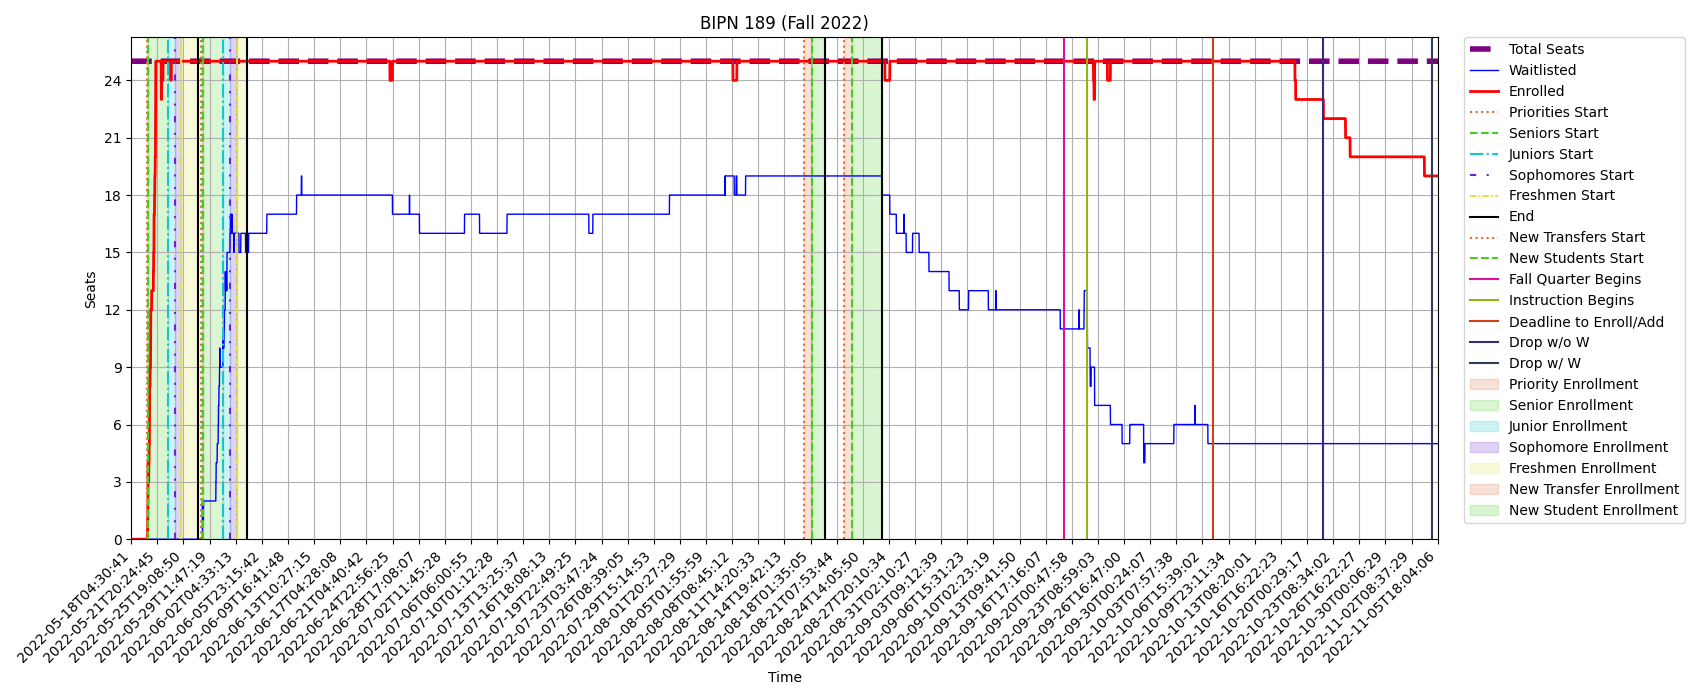 BIPN 189 (Fall 2022)
Seats
24
21
18
15
12
9
6
3
0
2022-05-18T04:30:41
2022-05-21T20:24:45
2022-05-25T19:08:50
2022-05-29T11:47:19
2022-06-02T04:33:13
2022-06-05T23:15:42
2022-06-09T16:41:48
2022-06-13T10:27:15
2022-06-17T04:28:08
2022-06-21T04:40:42
2022-06-24T22:56:25
2022-06-28T17:08:07
2022-07-02T11:45:28
2022-07-06T06:00:55
2022-07-10T01:12:28
2022-07-13T13:25:37
2022-07-16T18:08:13
2022-07-19T22:49:25
2022-07-23T03:47:24
2022-07-26T08:39:05
2022-07-29T15:14:53
2022-08-01T20:27:29
2022-08-05T01:55:59
2022-08-08T08:45:12
2022-08-11T14:20:33
2022-08-14T19:42:13
2022-08-18T01:35:05
2022-08-21T07:53:44
2022-08-24T14:05:50
2022-08-27T20:10:34
2022-08-31T02:10:27
2022-09-03T09:12:39
2022-09-06T15:31:23
2022-09-10T02:23:19
2022-09-13T09:41:50
2022-09-16T17:16:07
2022-09-20T00:47:58
2022-09-23T08:59:03
2022-09-26T16:47:00
2022-09-30T00:24:07
2022-10-03T07:57:38
2022-10-06T15:39:02
2022-10-09T23:11:34
2022-10-13T08:20:01
2022-10-16T16:22:23
2022-10-20T00:29:17
2022-10-23T08:34:02
2022-10-26T16:22:27
2022-10-30T00:06:29
2022-11-02T08:37:29
2022-11-05T18:04:06
Time
Total Seats
Waitlisted
Enrolled
Priorities Start
Seniors Start
Juniors Start
Sophomores Start
Freshmen Start
End
New Transfers Start
New Students Start
Fall Quarter Begins
Instruction Begins
Deadline to Enroll/Add
Drop w/o W
Drop w/ W
Priority Enrollment
Senior Enrollment
Junior Enrollment
Sophomore Enrollment
Freshmen Enrollment
New Transfer Enrollment
New Student Enrollment